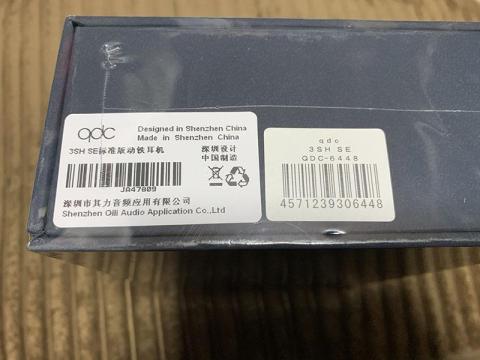 qdc
Designed in Shenzhen China
Made in Shenzhen China
3SH SE标准版动铁耳机
深圳设计
中国制造
JA47809
深圳市其力音频应用有限公司
Shenzhen Qili Audio Application Co.,Ltd
qdc
3SH SE
QDC-6448
4571239306448